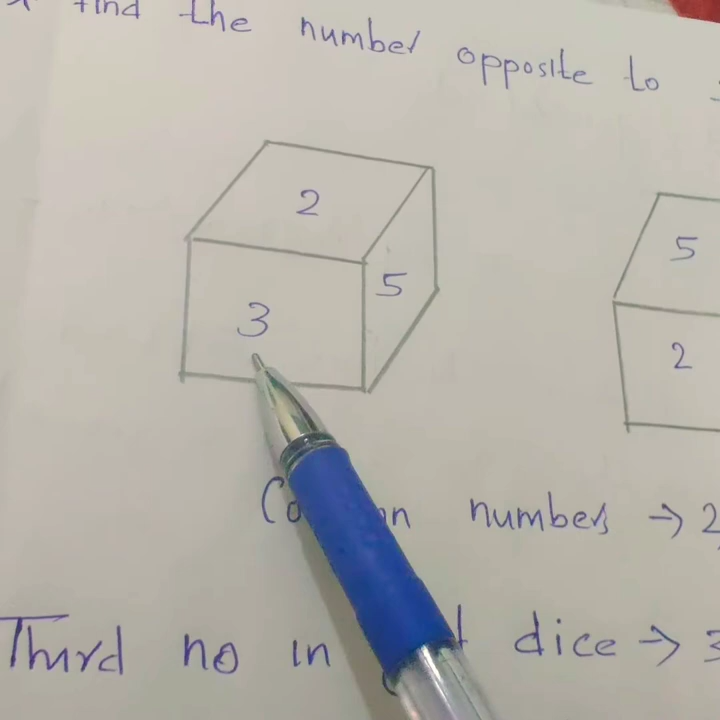 find the number opposite to
2
5
3
5
2
numbers → 2
Third no in dice → 3